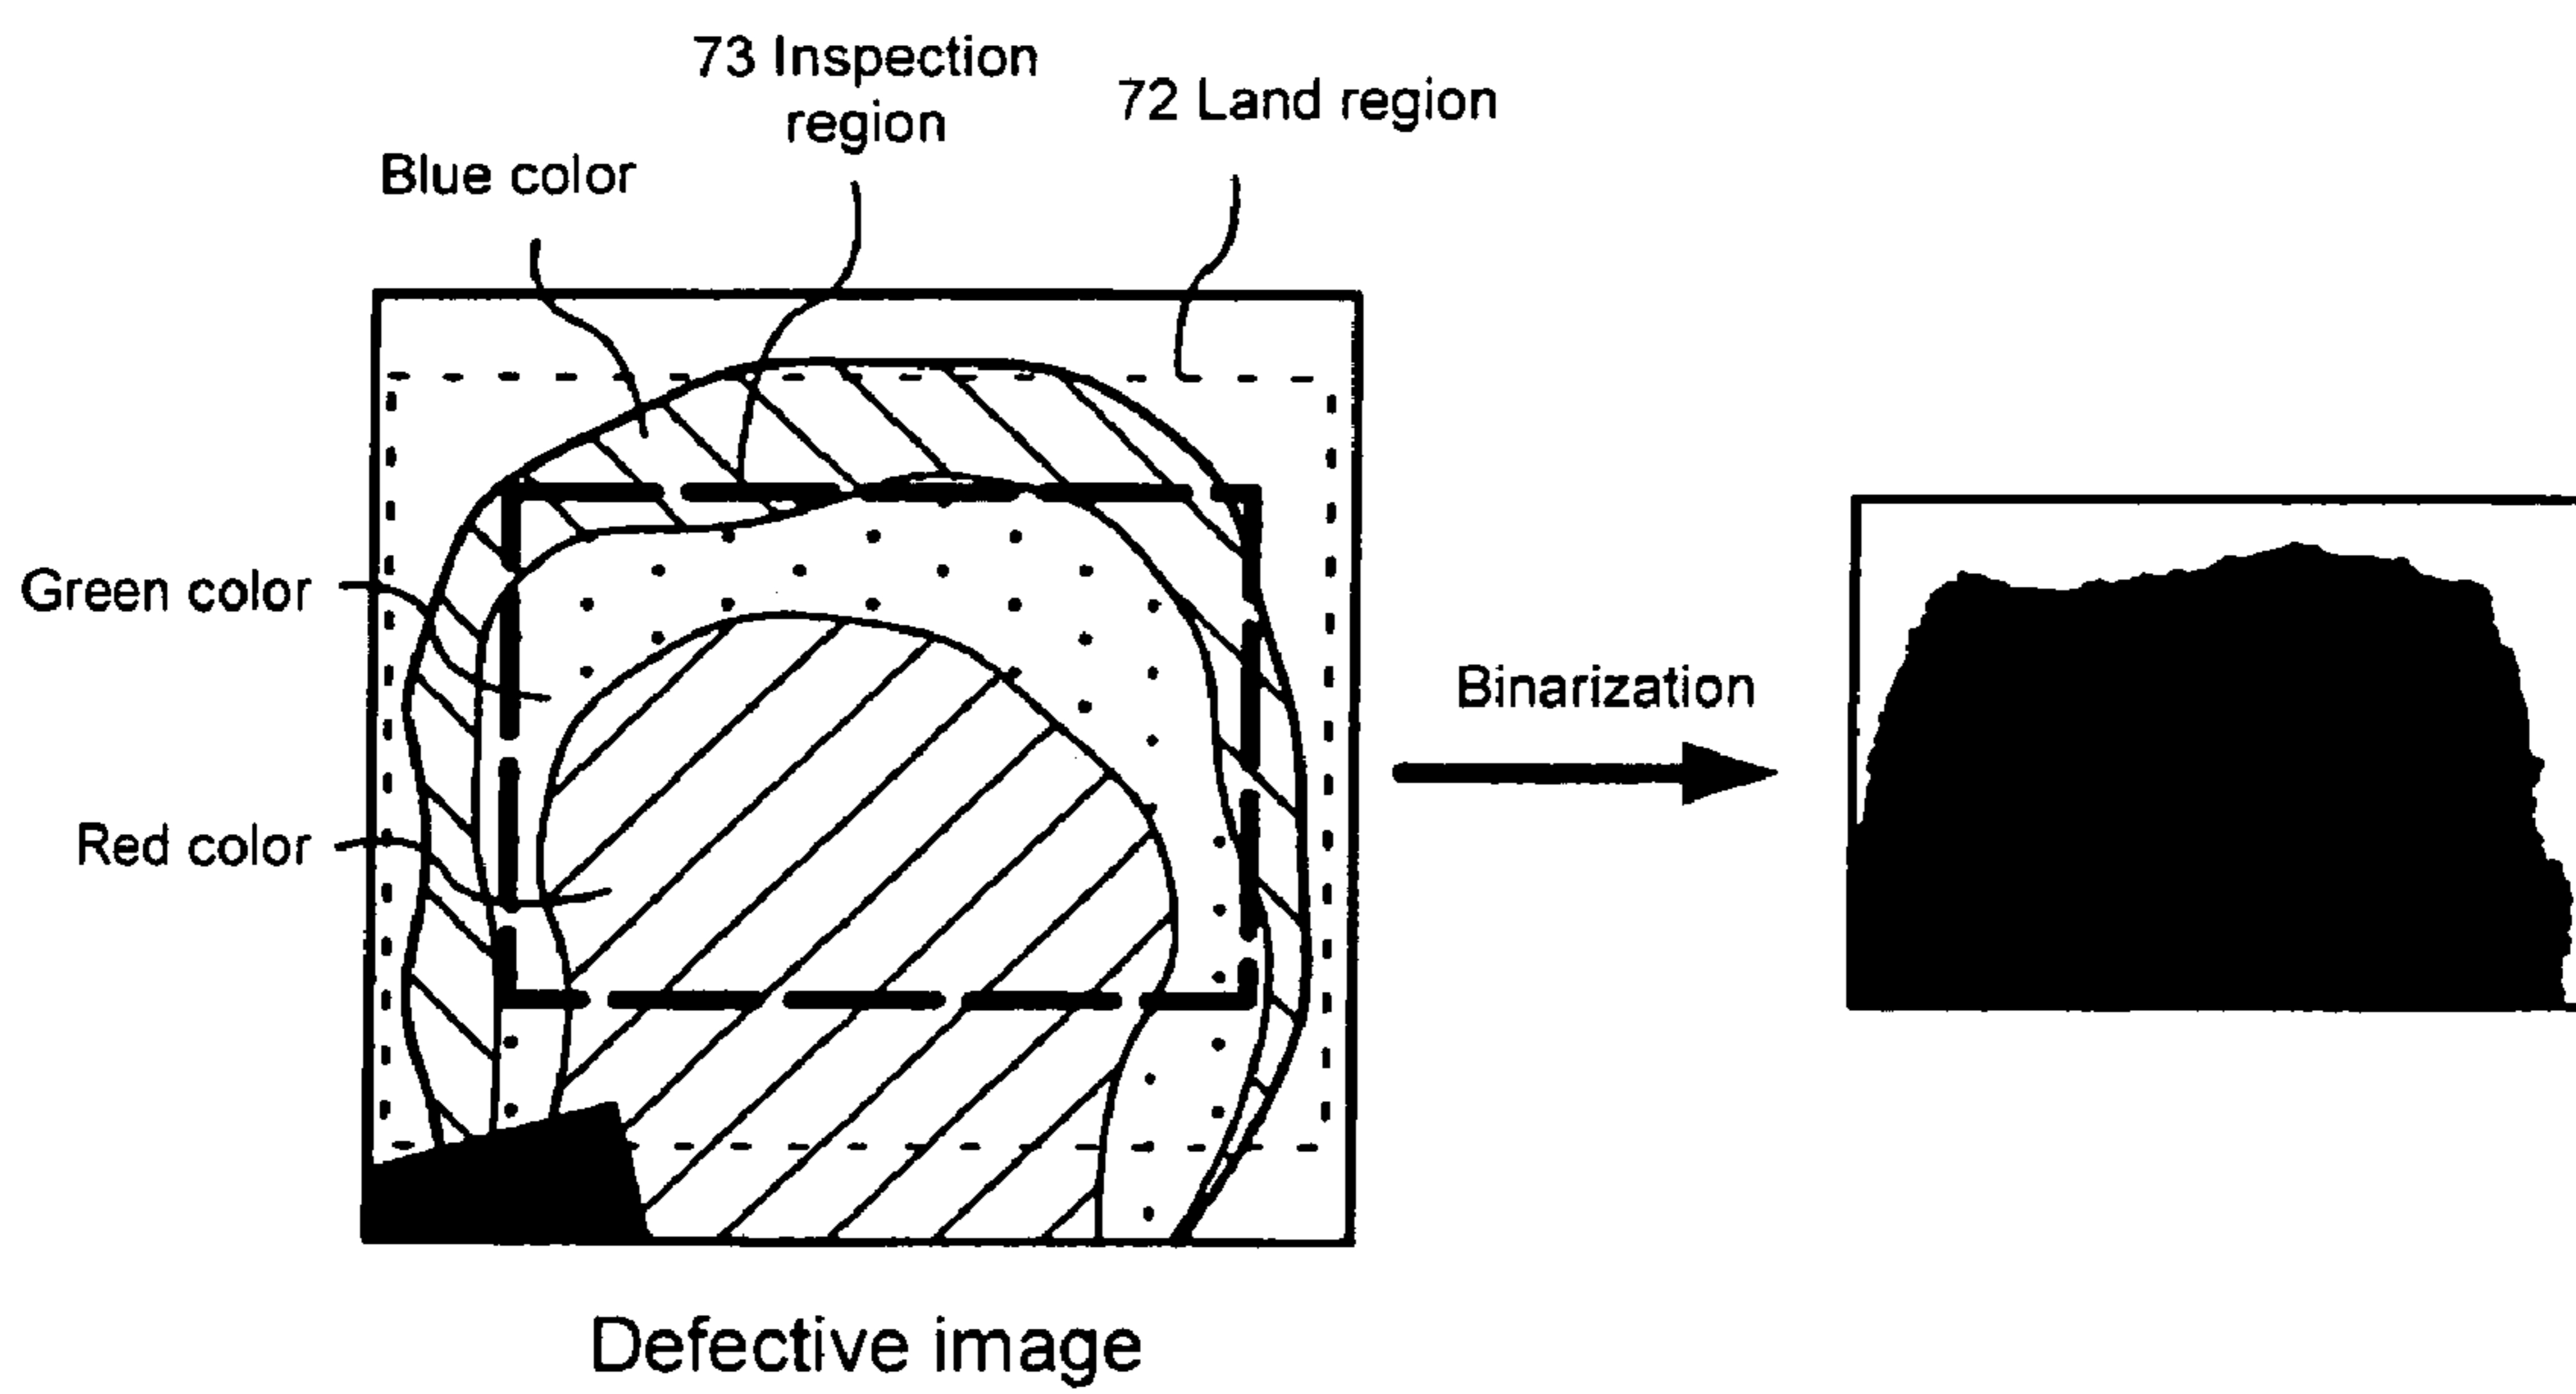 73 Inspection
region
72 Land region
Blue color
Green color
Red color
Binarization
Defective image